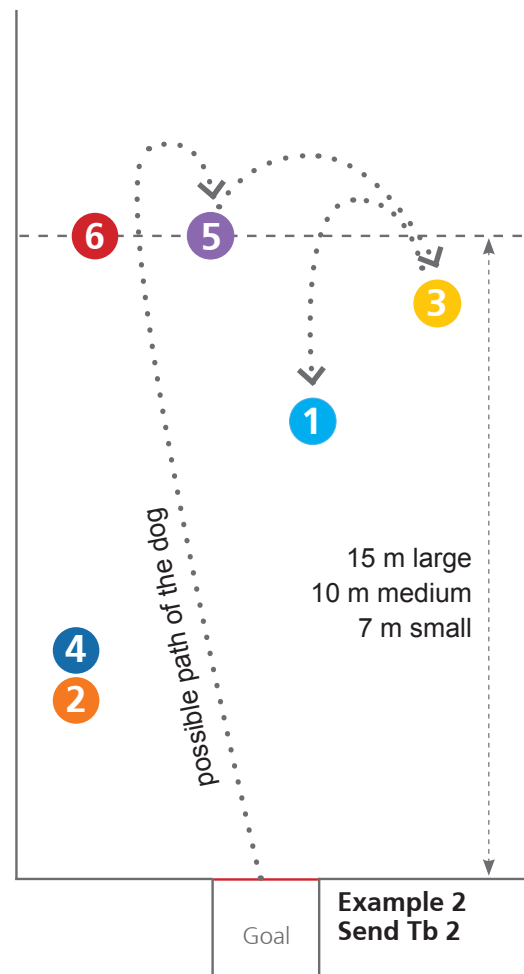 6
5
3
1
15 m large
10 m medium
7 m small
possible path of the dog
4
2
Goal
Example 2
Send Tb 2